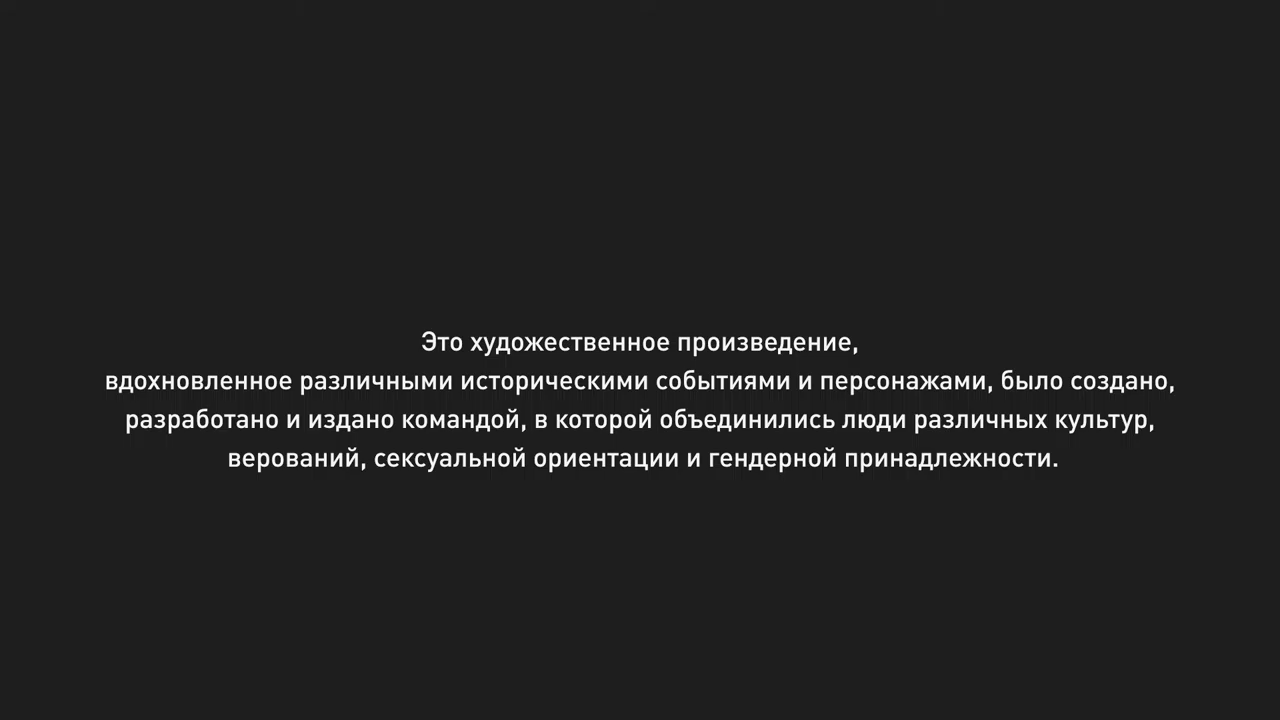 Это художественное произведение,
вдохновленное различными историческими событиями и персонажами, было создано,
разработано и издано командой, в которой объединились люди различных культур,
верований, сексуальной ориентации и гендерной принадлежности.